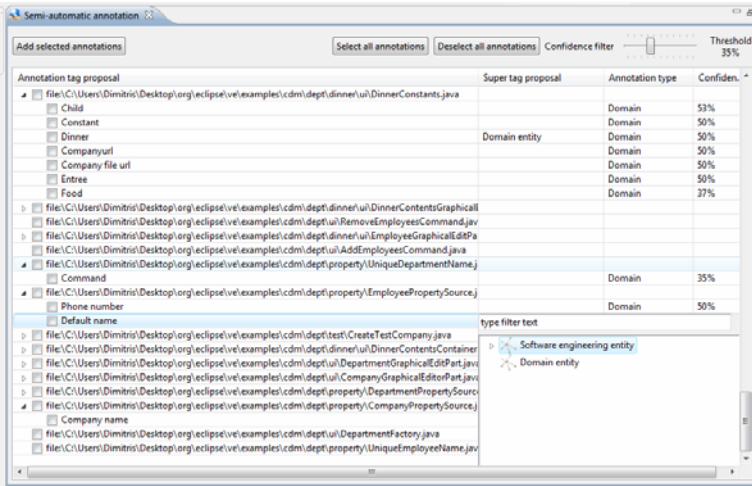 Semi-automatic annotation
Add selected annotations
Select all annotations
Deselect all annotations
Confidence filter
Threshold
35%
Annotation tag proposal
Super tag proposal
Annotation type
Confiden.
file:\C:\Users\Dimitris\Desktop\org\eclipse\ve\examples\cdm\dept\dinner\ui\DinnerConstants.java
Child Domain 53%
Constant Domain 50%
Dinner Domain entity Domain 50%
Companyurl Domain 50%
Company file url Domain 50%
Entree Domain 50%
Food Domain 37%
file:\C:\Users\Dimitris\Desktop\org\eclipse\ve\examples\cdm\dept\dinner\ui\DinnerContentsGraphicalE
file:\C:\Users\Dimitris\Desktop\org\eclipse\ve\examples\cdm\dept\ui\RemoveEmployeesCommand.jav
file:\C:\Users\Dimitris\Desktop\org\eclipse\ve\examples\cdm\dept\dinner\ui\EmployeeGraphicalEditPa
file:\C:\Users\Dimitris\Desktop\org\eclipse\ve\examples\cdm\dept\ui\AddEmployeesCommand.java
file:\C:\Users\Dimitris\Desktop\org\eclipse\ve\examples\cdm\dept\property\UniqueDepartmentName.j
Command Domain 35%
file:\C:\Users\Dimitris\Desktop\org\eclipse\ve\examples\cdm\dept\property\EmployeePropertySource.j
Phone number Domain 50%
Default name type filter text
file:\C:\Users\Dimitris\Desktop\org\eclipse\ve\examples\cdm\dept\test\CreateTestCompany.java
Software engineering entity
file:\C:\Users\Dimitris\Desktop\org\eclipse\ve\examples\cdm\dept\dinner\ui\DinnerContentsContainer
Domain entity
file:\C:\Users\Dimitris\Desktop\org\eclipse\ve\examples\cdm\dept\ui\DepartmentGraphicalEditPart.java
file:\C:\Users\Dimitris\Desktop\org\eclipse\ve\examples\cdm\dept\ui\CompanyGraphicalEditorPart.java
file:\C:\Users\Dimitris\Desktop\org\eclipse\ve\examples\cdm\dept\property\DepartmentPropertySource
file:\C:\Users\Dimitris\Desktop\org\eclipse\ve\examples\cdm\dept\property\CompanyPropertySource.j
Company name
file:\C:\Users\Dimitris\Desktop\org\eclipse\ve\examples\cdm\dept\ui\DepartmentFactory.java
file:\C:\Users\Dimitris\Desktop\org\eclipse\ve\examples\cdm\dept\property\UniqueEmployeeName.jav